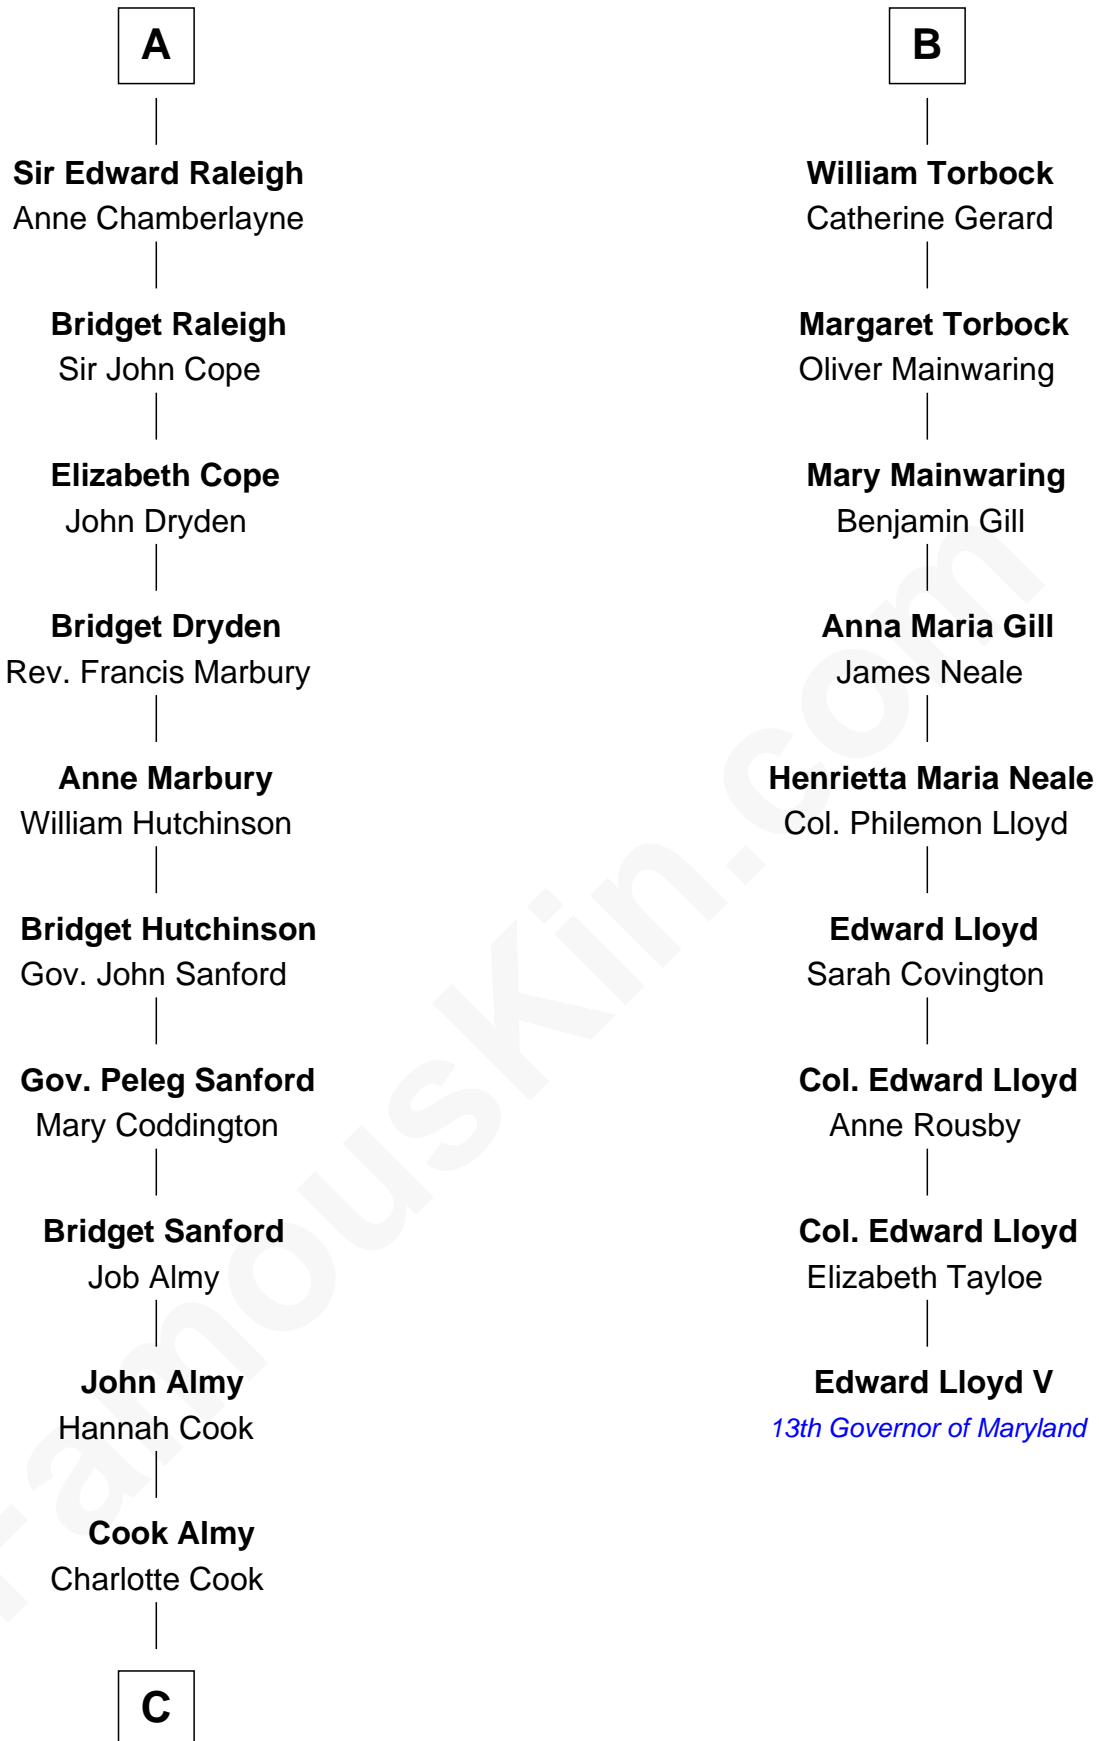 A
Sir Edward Raleigh
Anne Chamberlayne
Bridget Raleigh
Sir John Cope
Elizabeth Cope
John Dryden
Bridget Dryden
Rev. Francis Marbury
Anne Marbury
William Hutchinson
Bridget Hutchinson
Gov. John Sanford
Gov. Peleg Sanford
Mary Coddington
Bridget Sanford
Job Almy
John Almy
Hannah Cook
Cook Almy
Charlotte Cook
C
B
William Torbock
Catherine Gerard
Margaret Torbock
Oliver Mainwaring
Mary Mainwaring
Benjamin Gill
Anna Maria Gill
James Neale
Henrietta Maria Neale
Col. Philemon Lloyd
Edward Lloyd
Sarah Covington
Col. Edward Lloyd
Anne Rousby
Col. Edward Lloyd
Elizabeth Tayloe
Edward Lloyd V
13th Governor of Maryland
FamousKin.com